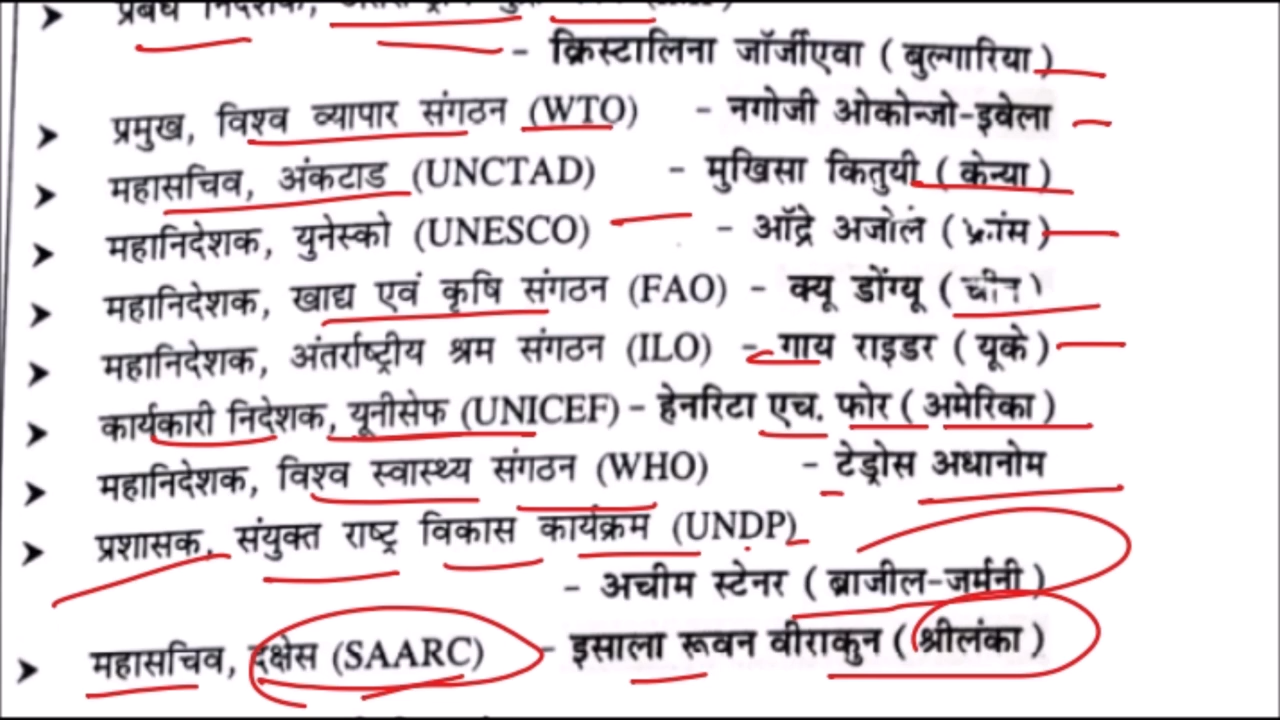 ➤ प्रबंध निदेशक,
- क्रिस्टालिना जॉर्जीएवा ( बुल्गारिया )
➤ प्रमुख, विश्व व्यापार संगठन (WTO) - नगोजी ओकोन्जो-इवेला
➤ महासचिव, अंकटाड (UNCTAD) - मुखिसा कितुयी ( केन्या )
➤ महानिदेशक, युनेस्को (UNESCO) - ऑद्रे अजोले ( फ्रांस )
➤ महानिदेशक, खाद्य एवं कृषि संगठन (FAO) - क्यू डोंग्यू ( चीन )
➤ महानिदेशक, अंतर्राष्ट्रीय श्रम संगठन (ILO) - गाय राइडर ( यूके )
➤ कार्यकारी निदेशक, यूनीसेफ (UNICEF) - हेनरिटा एच. फोर ( अमेरिका )
➤ महानिदेशक, विश्व स्वास्थ्य संगठन (WHO) - टेड्रोस अधानोम
➤ प्रशासक, संयुक्त राष्ट्र विकास कार्यक्रम (UNDP)
- अचीम स्टेनर ( ब्राजील-जर्मनी )
➤ महासचिव, दक्षेस (SAARC) - इसाला रूवन वीराकुन ( श्रीलंका )